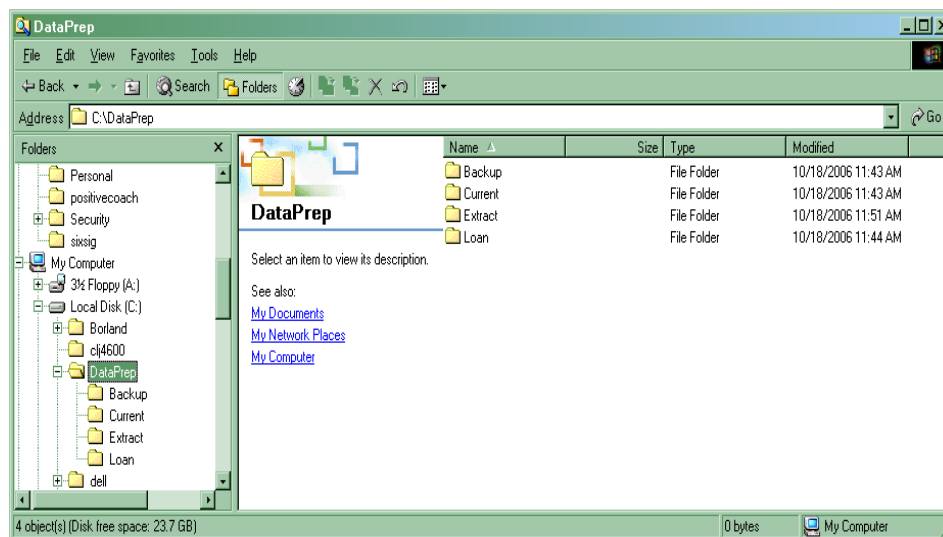 DataPrep
File Edit View Favorites Tools Help
Back Search Folders
Address C:\DataPrep Go
Folders x
Personal
positivecoach
Security
sixsig
My Computer
3½ Floppy (A:)
Local Disk (C:)
Borland
clj4600
DataPrep
Backup
Current
Extract
Loan
dell
DataPrep
Select an item to view its description.
See also:
My Documents
My Network Places
My Computer
Name Size Type Modified
Backup File Folder 10/18/2006 11:43 AM
Current File Folder 10/18/2006 11:43 AM
Extract File Folder 10/18/2006 11:51 AM
Loan File Folder 10/18/2006 11:44 AM
4 object(s) (Disk free space: 23.7 GB) 0 bytes My Computer